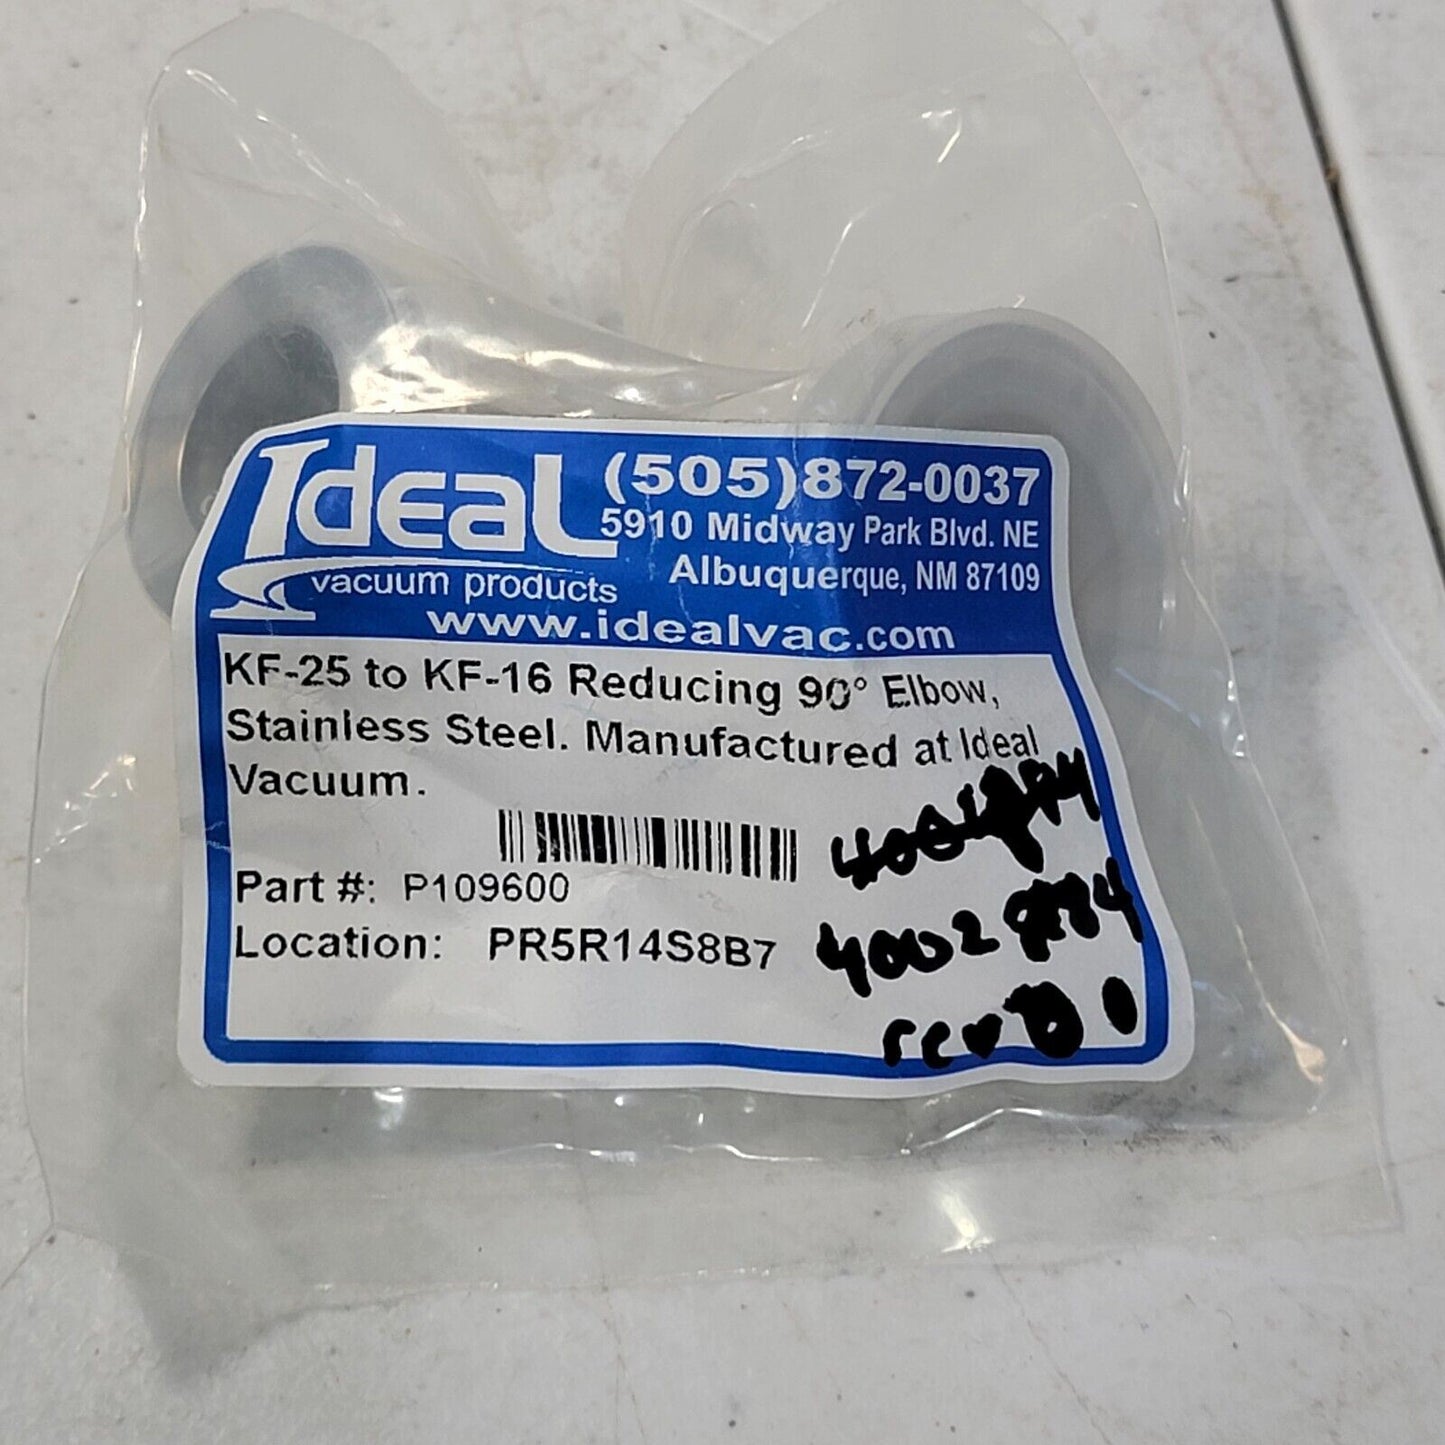 Ideal
vacuum products
(505)872-0037
5910 Midway Park Blvd. NE
Albuquerque, NM 87109
www.idealvac.com
KF-25 to KF-16 Reducing 90° Elbow,
Stainless Steel. Manufactured at Ideal
Vacuum.
Part #: P109600
Location: PR5R14S8B7
rev